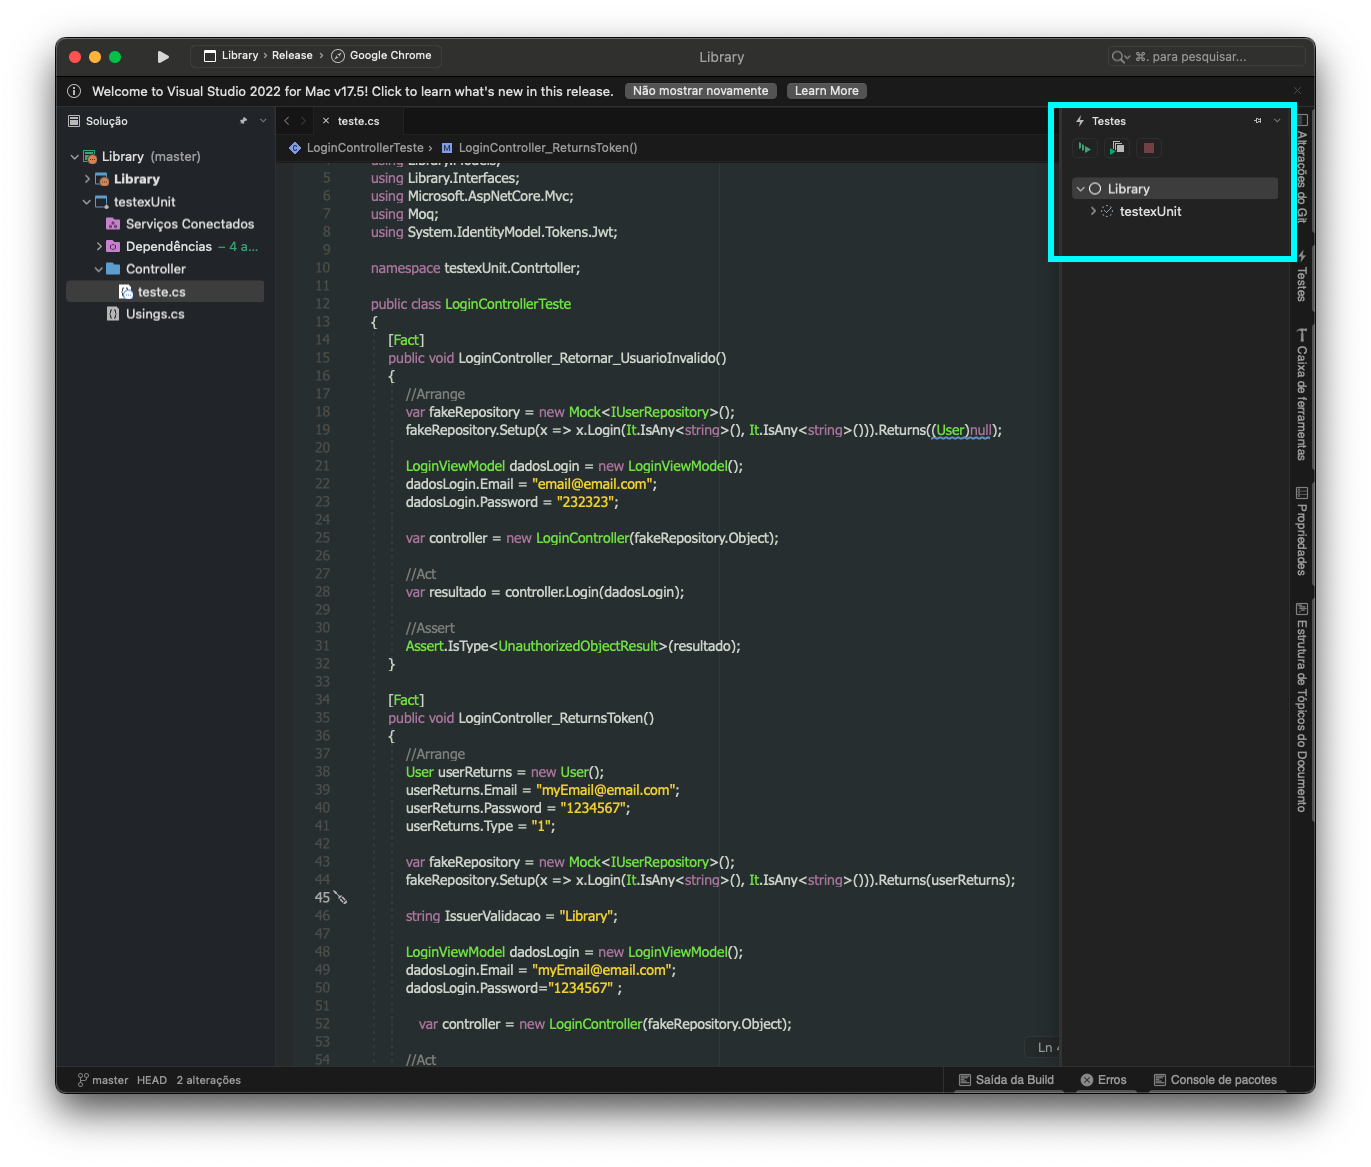 Library › Release › Google Chrome
Library
⌘. para pesquisar...
Welcome to Visual Studio 2022 for Mac v17.5! Click to learn what's new in this release.
Não mostrar novamente
Learn More
Solução
Library (master)
Library
testexUnit
Serviços Conectados
Dependências – 4 a...
Controller
teste.cs
Usings.cs
teste.cs
LoginControllerTeste › M LoginController_ReturnsToken()
using Library.Models;
5 using Library.Interfaces;
6 using Microsoft.AspNetCore.Mvc;
7 using Moq;
8 using System.IdentityModel.Tokens.Jwt;
9
10 namespace testexUnit.Contrtoller;
11
12 public class LoginControllerTeste
13 {
14 [Fact]
15 public void LoginController_Retornar_UsuarioInvalido()
16 {
17 //Arrange
18 var fakeRepository = new Mock<IUserRepository>();
19 fakeRepository.Setup(x => x.Login(It.IsAny<string>(), It.IsAny<string>())).Returns((User)null);
20
21 LoginViewModel dadosLogin = new LoginViewModel();
22 dadosLogin.Email = "email@email.com";
23 dadosLogin.Password = "232323";
24
25 var controller = new LoginController(fakeRepository.Object);
26
27 //Act
28 var resultado = controller.Login(dadosLogin);
29
30 //Assert
31 Assert.IsType<UnauthorizedObjectResult>(resultado);
32 }
33
34 [Fact]
35 public void LoginController_ReturnsToken()
36 {
37 //Arrange
38 User userReturns = new User();
39 userReturns.Email = "myEmail@email.com";
40 userReturns.Password = "1234567";
41 userReturns.Type = "1";
42
43 var fakeRepository = new Mock<IUserRepository>();
44 fakeRepository.Setup(x => x.Login(It.IsAny<string>(), It.IsAny<string>())).Returns(userReturns);
45
46 string IssuerValidacao = "Library";
47
48 LoginViewModel dadosLogin = new LoginViewModel();
49 dadosLogin.Email = "myEmail@email.com";
50 dadosLogin.Password="1234567" ;
51
52 var controller = new LoginController(fakeRepository.Object);
53
54 //Act
Ln
Testes
Library
testexUnit
Alterações do Git
Testes
Caixa de ferramentas
Propriedades
Estrutura de Tópicos do Documento
master HEAD 2 alterações
Saída da Build
Erros
Console de pacotes